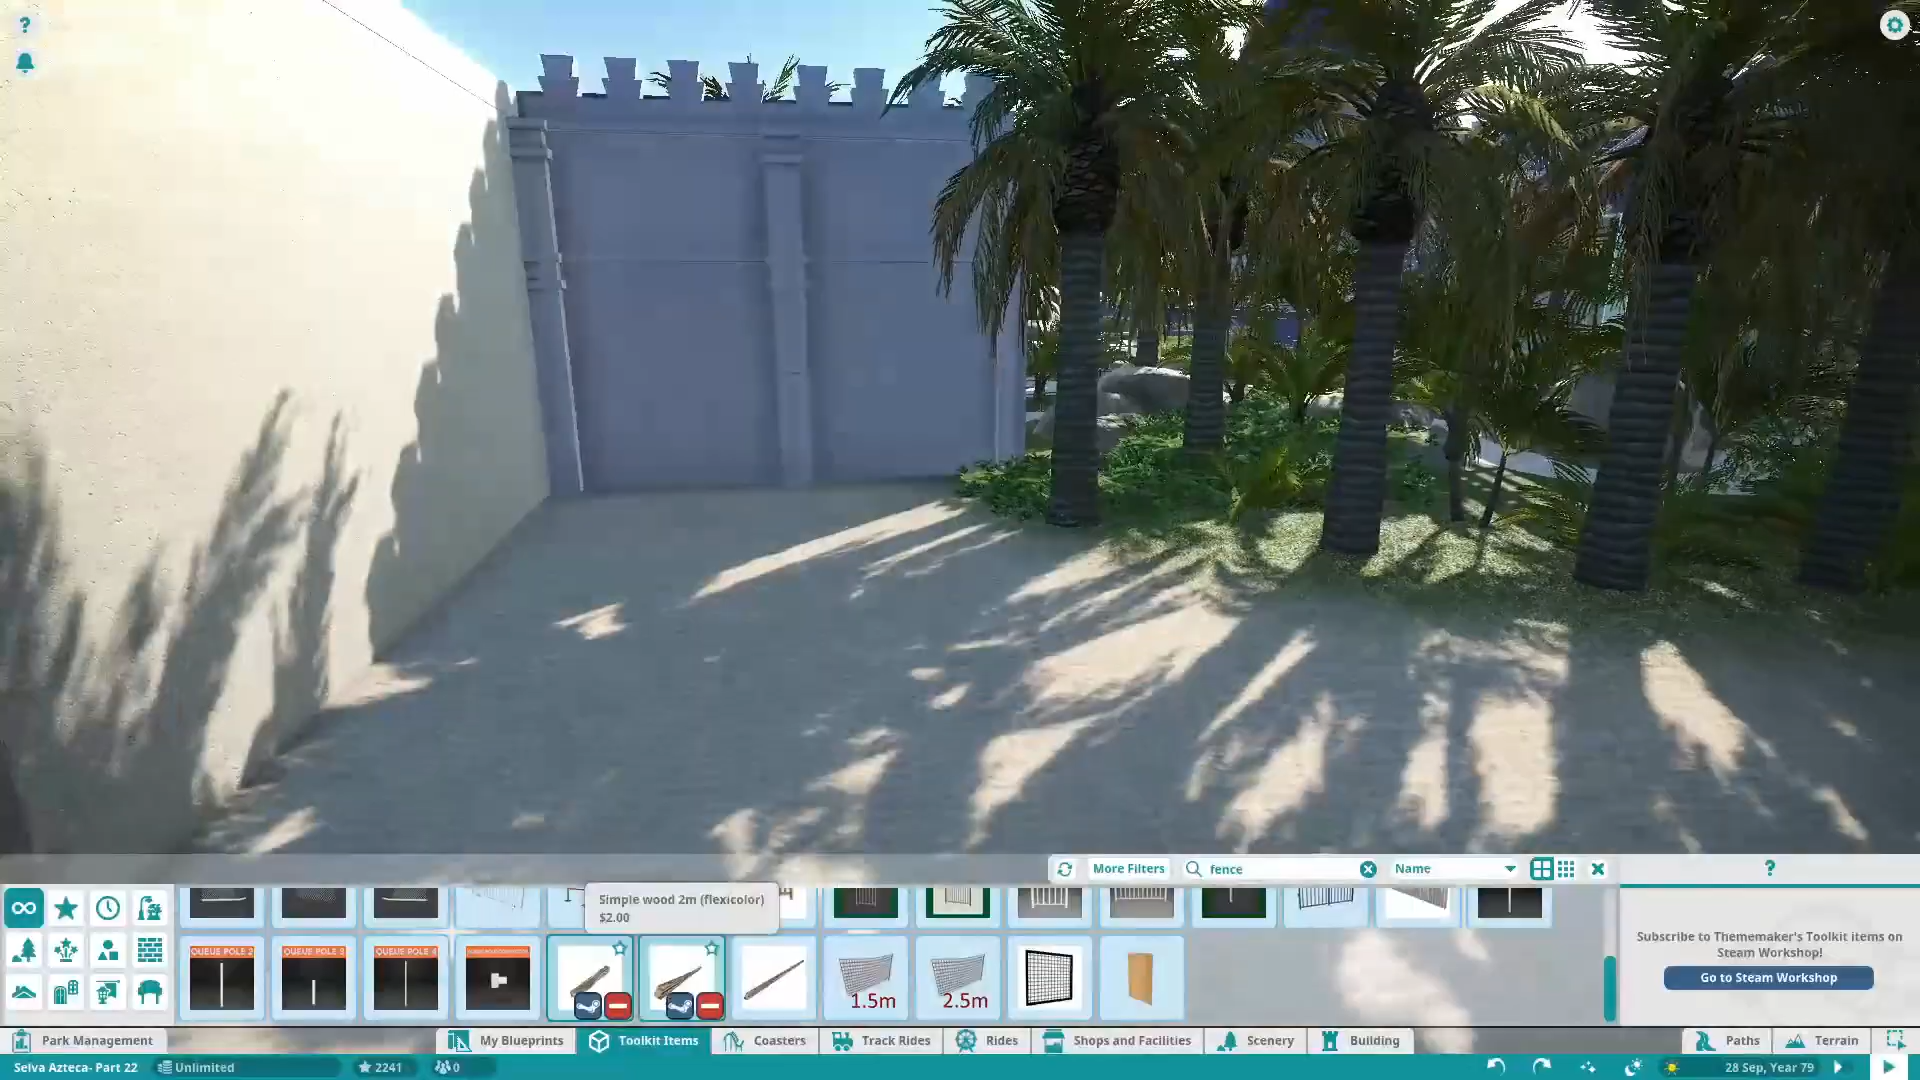 More Filters
fence
Name
Simple wood 2m (flexicolor)
$2.00
QUEUE POLE 2
QUEUE POLE 3
QUEUE POLE 4
1.5m
2.5m
Subscribe to Thememaker's Toolkit items on
Steam Workshop!
Go to Steam Workshop
Park Management
My Blueprints
Toolkit Items
Coasters
Track Rides
Rides
Shops and Facilities
Scenery
Building
Paths
Terrain
Selva Azteca- Part 22
Unlimited
2241
0
28 Sep, Year 79